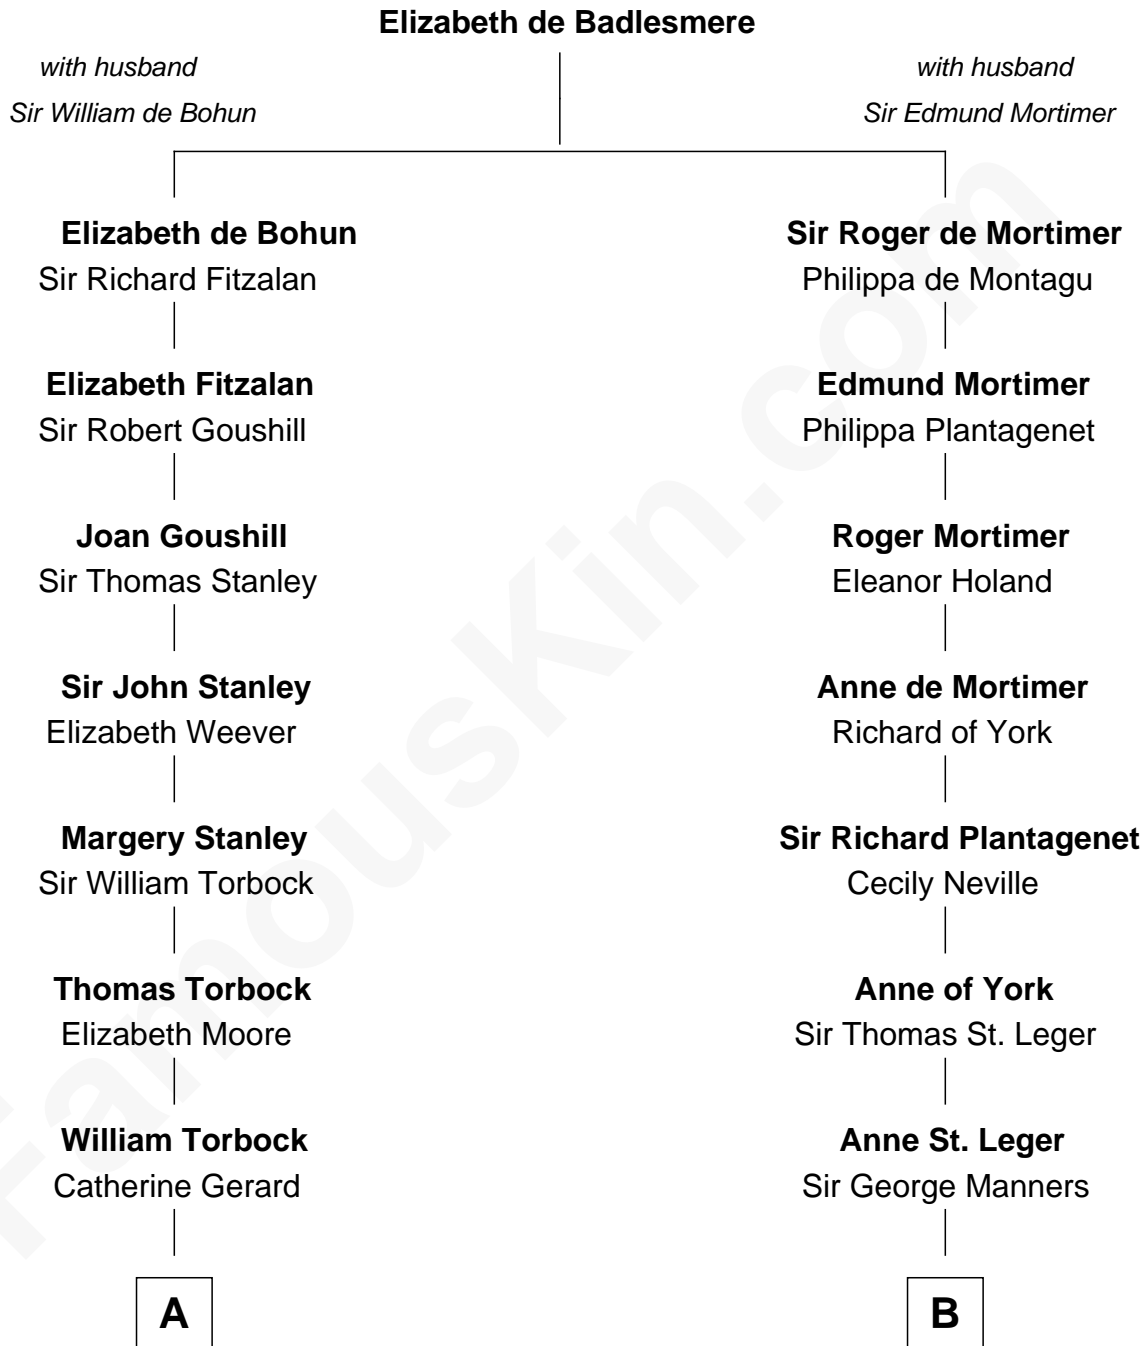 Elizabeth de Badlesmere
with husband
Sir William de Bohun
with husband
Sir Edmund Mortimer
Elizabeth de Bohun
Sir Richard Fitzalan
Sir Roger de Mortimer
Philippa de Montagu
Elizabeth Fitzalan
Sir Robert Goushill
Edmund Mortimer
Philippa Plantagenet
Joan Goushill
Sir Thomas Stanley
Roger Mortimer
Eleanor Holand
Sir John Stanley
Elizabeth Weever
Anne de Mortimer
Richard of York
Margery Stanley
Sir William Torbock
Sir Richard Plantagenet
Cecily Neville
Thomas Torbock
Elizabeth Moore
Anne of York
Sir Thomas St. Leger
William Torbock
Catherine Gerard
Anne St. Leger
Sir George Manners
A
B
FamousKin.com